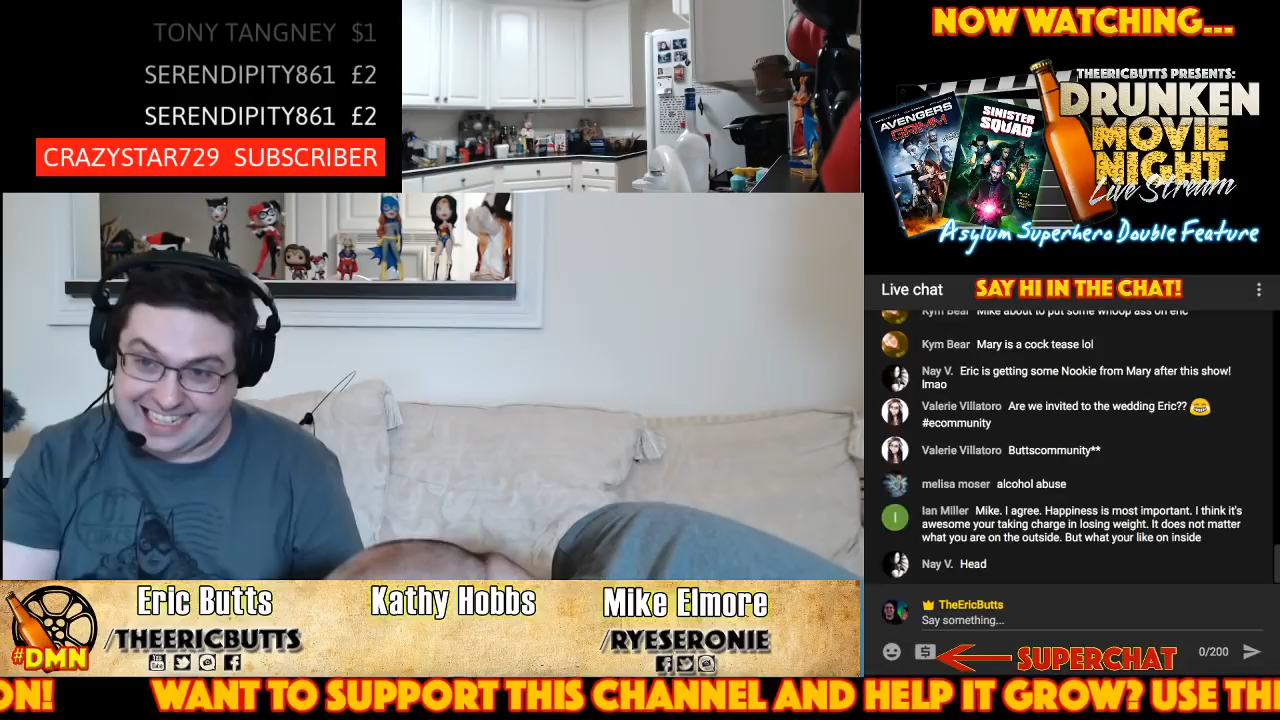 TONY TANGNEY $1
SERENDIPITY861 £2
SERENDIPITY861 £2
CRAZYSTAR729 SUBSCRIBER
NOW WATCHING...
THEERICBUTTS PRESENTS:
DRUNKEN
MOVIE
NIGHT
Live Stream
AVENGERS
GRIMM
SINISTER
SQUAD
Asylum Superhero Double Feature
Live chat
SAY HI IN THE CHAT!
Kym Bear Mike about to put some whoop ass on eric
Kym Bear Mary is a cock tease lol
Nay V. Eric is getting some Nookie from Mary after this show!
lmao
Valerie Villatoro Are we invited to the wedding Eric?? 😂
#ecommunity
Valerie Villatoro Buttscommunity**
melisa moser alcohol abuse
I
Ian Miller Mike. I agree. Happiness is most important. I think it's
awesome your taking charge in losing weight. It does not matter
what you are on the outside. But what your like on inside
Nay V. Head
TheEricButts
Say something...
SUPERCHAT
0/200
#DMN
Eric Butts
/THEERICBUTTS
You Tube
Kathy Hobbs
Mike Elmore
/RYESERONIE
ON! WANT TO SUPPORT THIS CHANNEL AND HELP IT GROW? USE THE